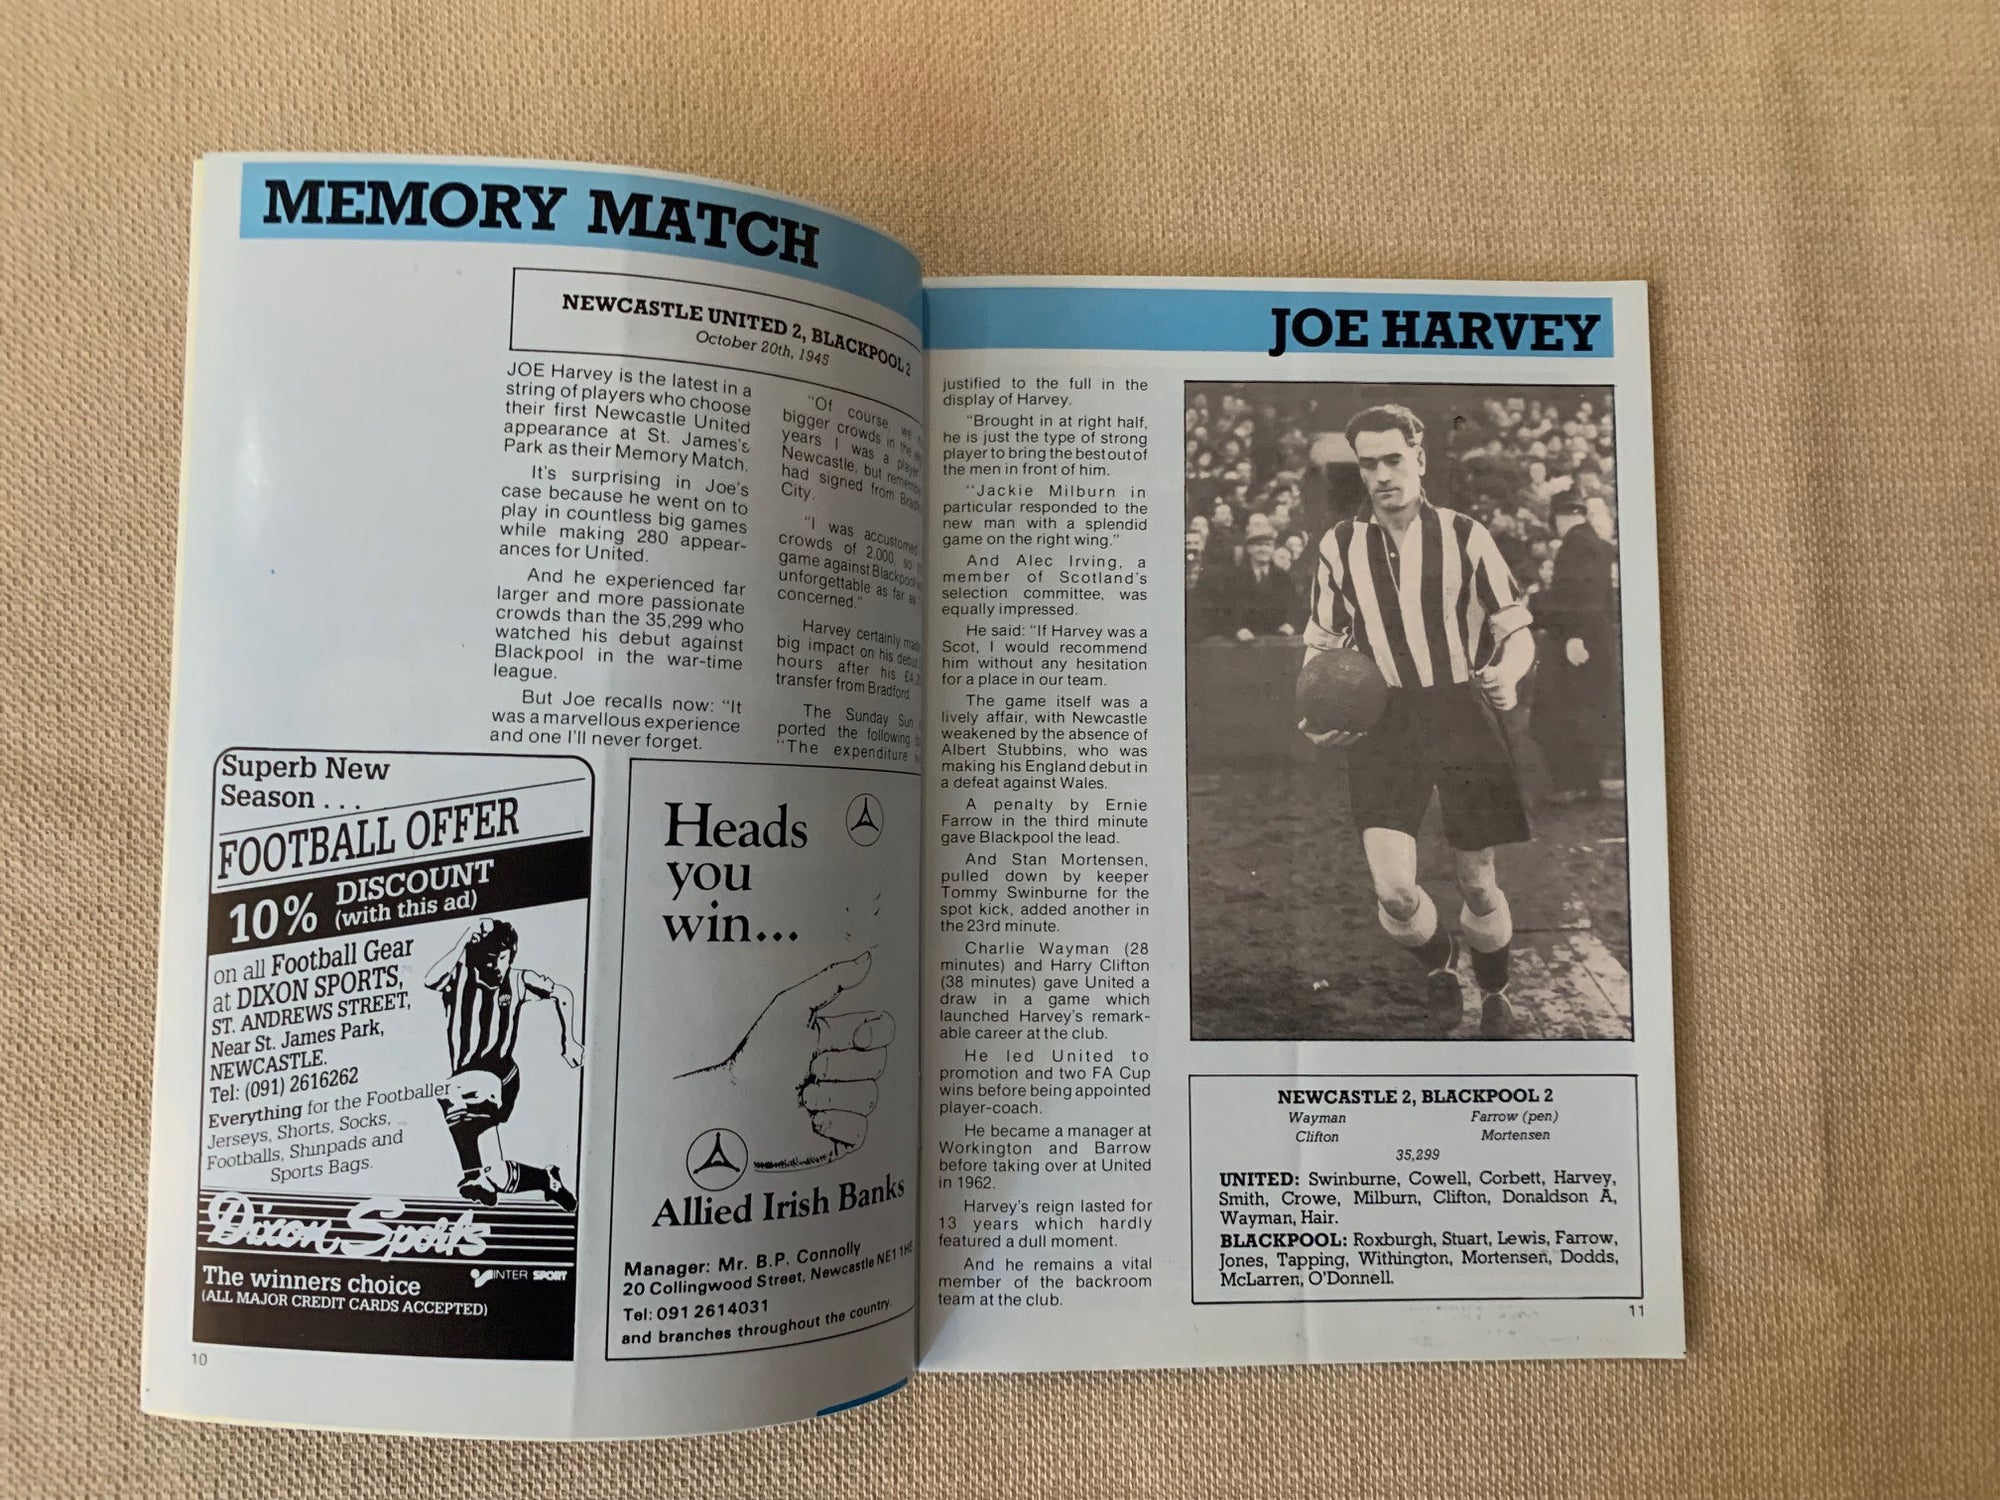 MEMORY MATCH
NEWCASTLE UNITED 2, BLACKPOOL 2
October 20th, 1945
JOE Harvey is the latest in a
string of players who choose
their first Newcastle United
appearance at St. James's
Park as their Memory Match.
It's surprising in Joe's
case because he went on to
play in countless big games
while making 280 appear-
ances for United.
And he experienced far
larger and more passionate
crowds than the 35,299 who
watched his debut against
Blackpool in the war-time
league.
But Joe recalls now: "It
was a marvellous experience
and one I'll never forget.
"Of course, we
bigger crowds in the
years I was a player
Newcastle, but remember
had signed from
City.
"I was accustomed
crowds of 2,000, so
game against Blackpool
unforgettable as far as
concerned."
Harvey certainly made
big impact on his debut
hours after his
transfer from Bradford.
The Sunday Sun
ported the following
"The expenditure
Superb New
Season . . .
FOOTBALL OFFER
10% DISCOUNT
(with this ad)
on all Football Gear
at DIXON SPORTS,
ST. ANDREWS STREET,
Near St. James Park,
NEWCASTLE.
Tel: (091) 2616262
Everything for the Footballer -
Jerseys, Shorts, Socks,
Footballs, Shinpads and
Sports Bags.
Dixon Sports
INTER SPORT
The winners choice
(ALL MAJOR CREDIT CARDS ACCEPTED)
Heads
you
win...
Allied Irish Banks
Manager: Mr. B.P. Connolly
20 Collingwood Street, Newcastle NE1 1HE
Tel: 091 2614031
and branches throughout the country.
10
JOE HARVEY
justified to the full in the
display of Harvey.
"Brought in at right half,
he is just the type of strong
player to bring the best out of
the men in front of him.
"Jackie Milburn in
particular responded to the
new man with a splendid
game on the right wing."
And Alec Irving, a
member of Scotland's
selection committee, was
equally impressed.
He said: "If Harvey was a
Scot, I would recommend
him without any hesitation
for a place in our team.
The game itself was a
lively affair, with Newcastle
weakened by the absence of
Albert Stubbins, who was
making his England debut in
a defeat against Wales.
A penalty by Ernie
Farrow in the third minute
gave Blackpool the lead.
And Stan Mortensen,
pulled down by keeper
Tommy Swinburne for the
spot kick, added another in
the 23rd minute.
Charlie Wayman (28
minutes) and Harry Clifton
(38 minutes) gave United a
draw in a game which
launched Harvey's remark-
able career at the club.
He led United to
promotion and two FA Cup
wins before being appointed
player-coach.
He became a manager at
Workington and Barrow
before taking over at United
in 1962.
Harvey's reign lasted for
13 years which hardly
featured a dull moment.
And he remains a vital
member of the backroom
team at the club.
NEWCASTLE 2, BLACKPOOL 2
Wayman Farrow (pen)
Clifton Mortensen
35,299
UNITED: Swinburne, Cowell, Corbett, Harvey,
Smith, Crowe, Milburn, Clifton, Donaldson A,
Wayman, Hair.
BLACKPOOL: Roxburgh, Stuart, Lewis, Farrow,
Jones, Tapping, Withington, Mortensen, Dodds,
McLarren, O'Donnell.
11